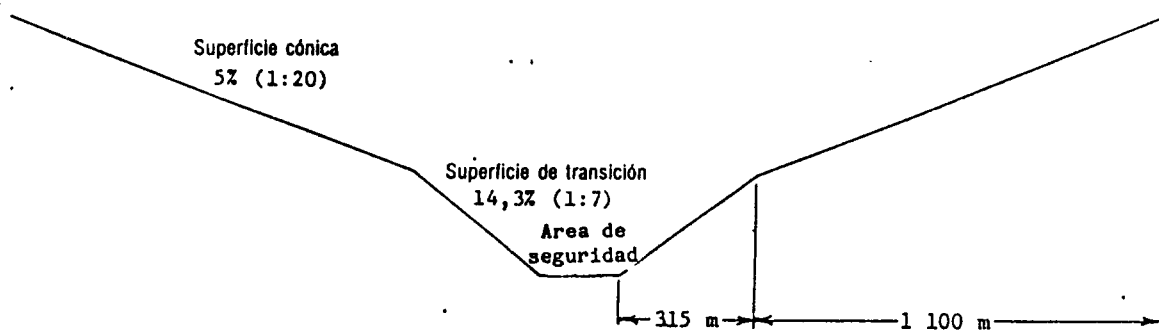 Superficie cónica
5% (1:20)
Superficie de transición
14,3% (1:7)
Area de
seguridad
315 m
1 100 m